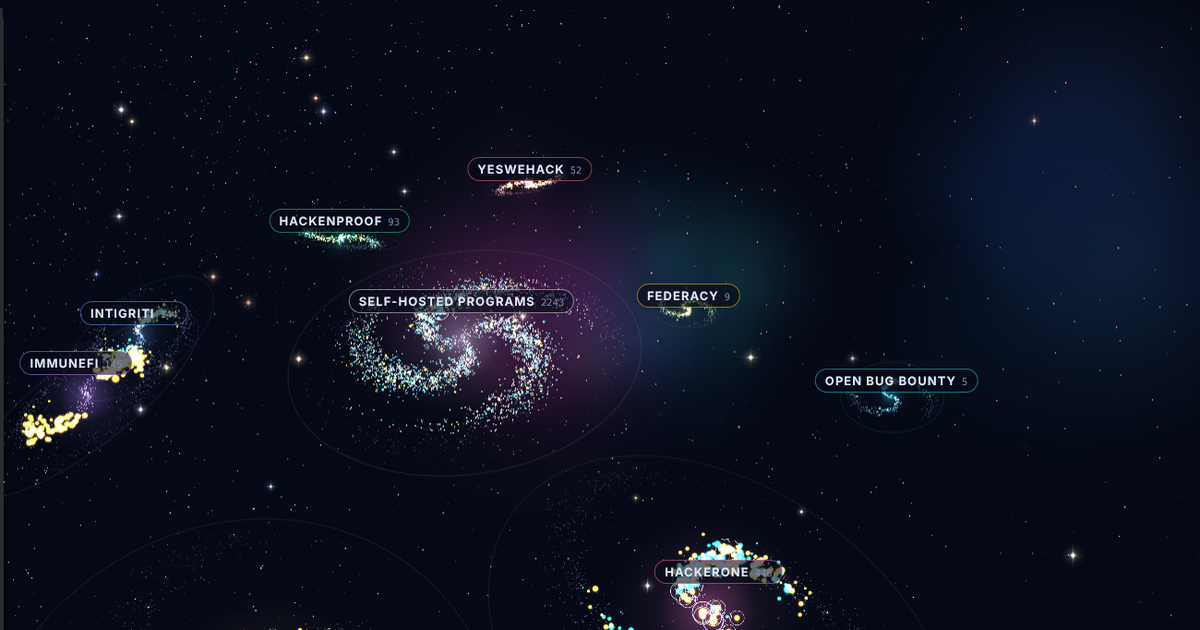 YESWEHACK 52
HACKENPROOF 93
FEDERACY 9
SELF-HOSTED PROGRAMS 2243
INTIGRITI
IMMUNEFI
OPEN BUG BOUNTY 5
HACKERONE